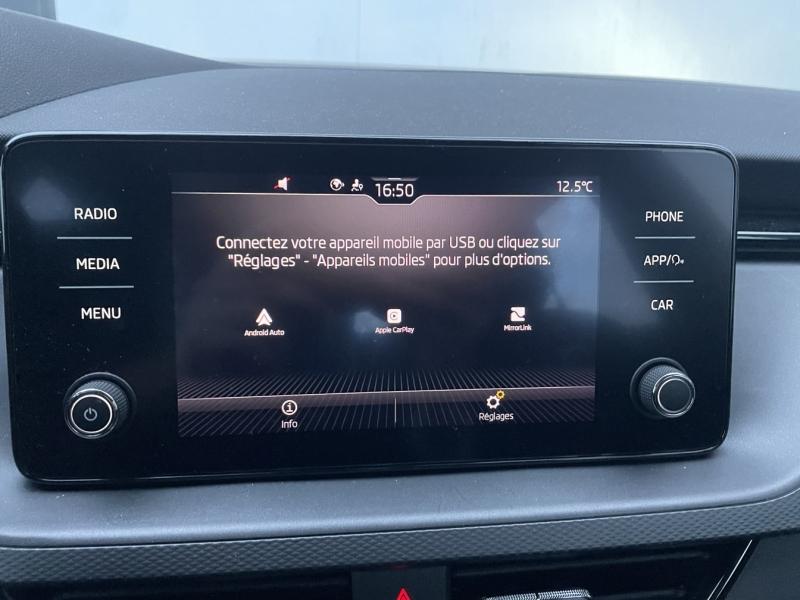 16:50
12.5°C
RADIO
MEDIA
MENU
Connectez votre appareil mobile par USB ou cliquez sur
"Réglages" - "Appareils mobiles" pour plus d'options.
Android Auto
Apple CarPlay
MirrorLink
Info
Réglages
PHONE
APP/
CAR